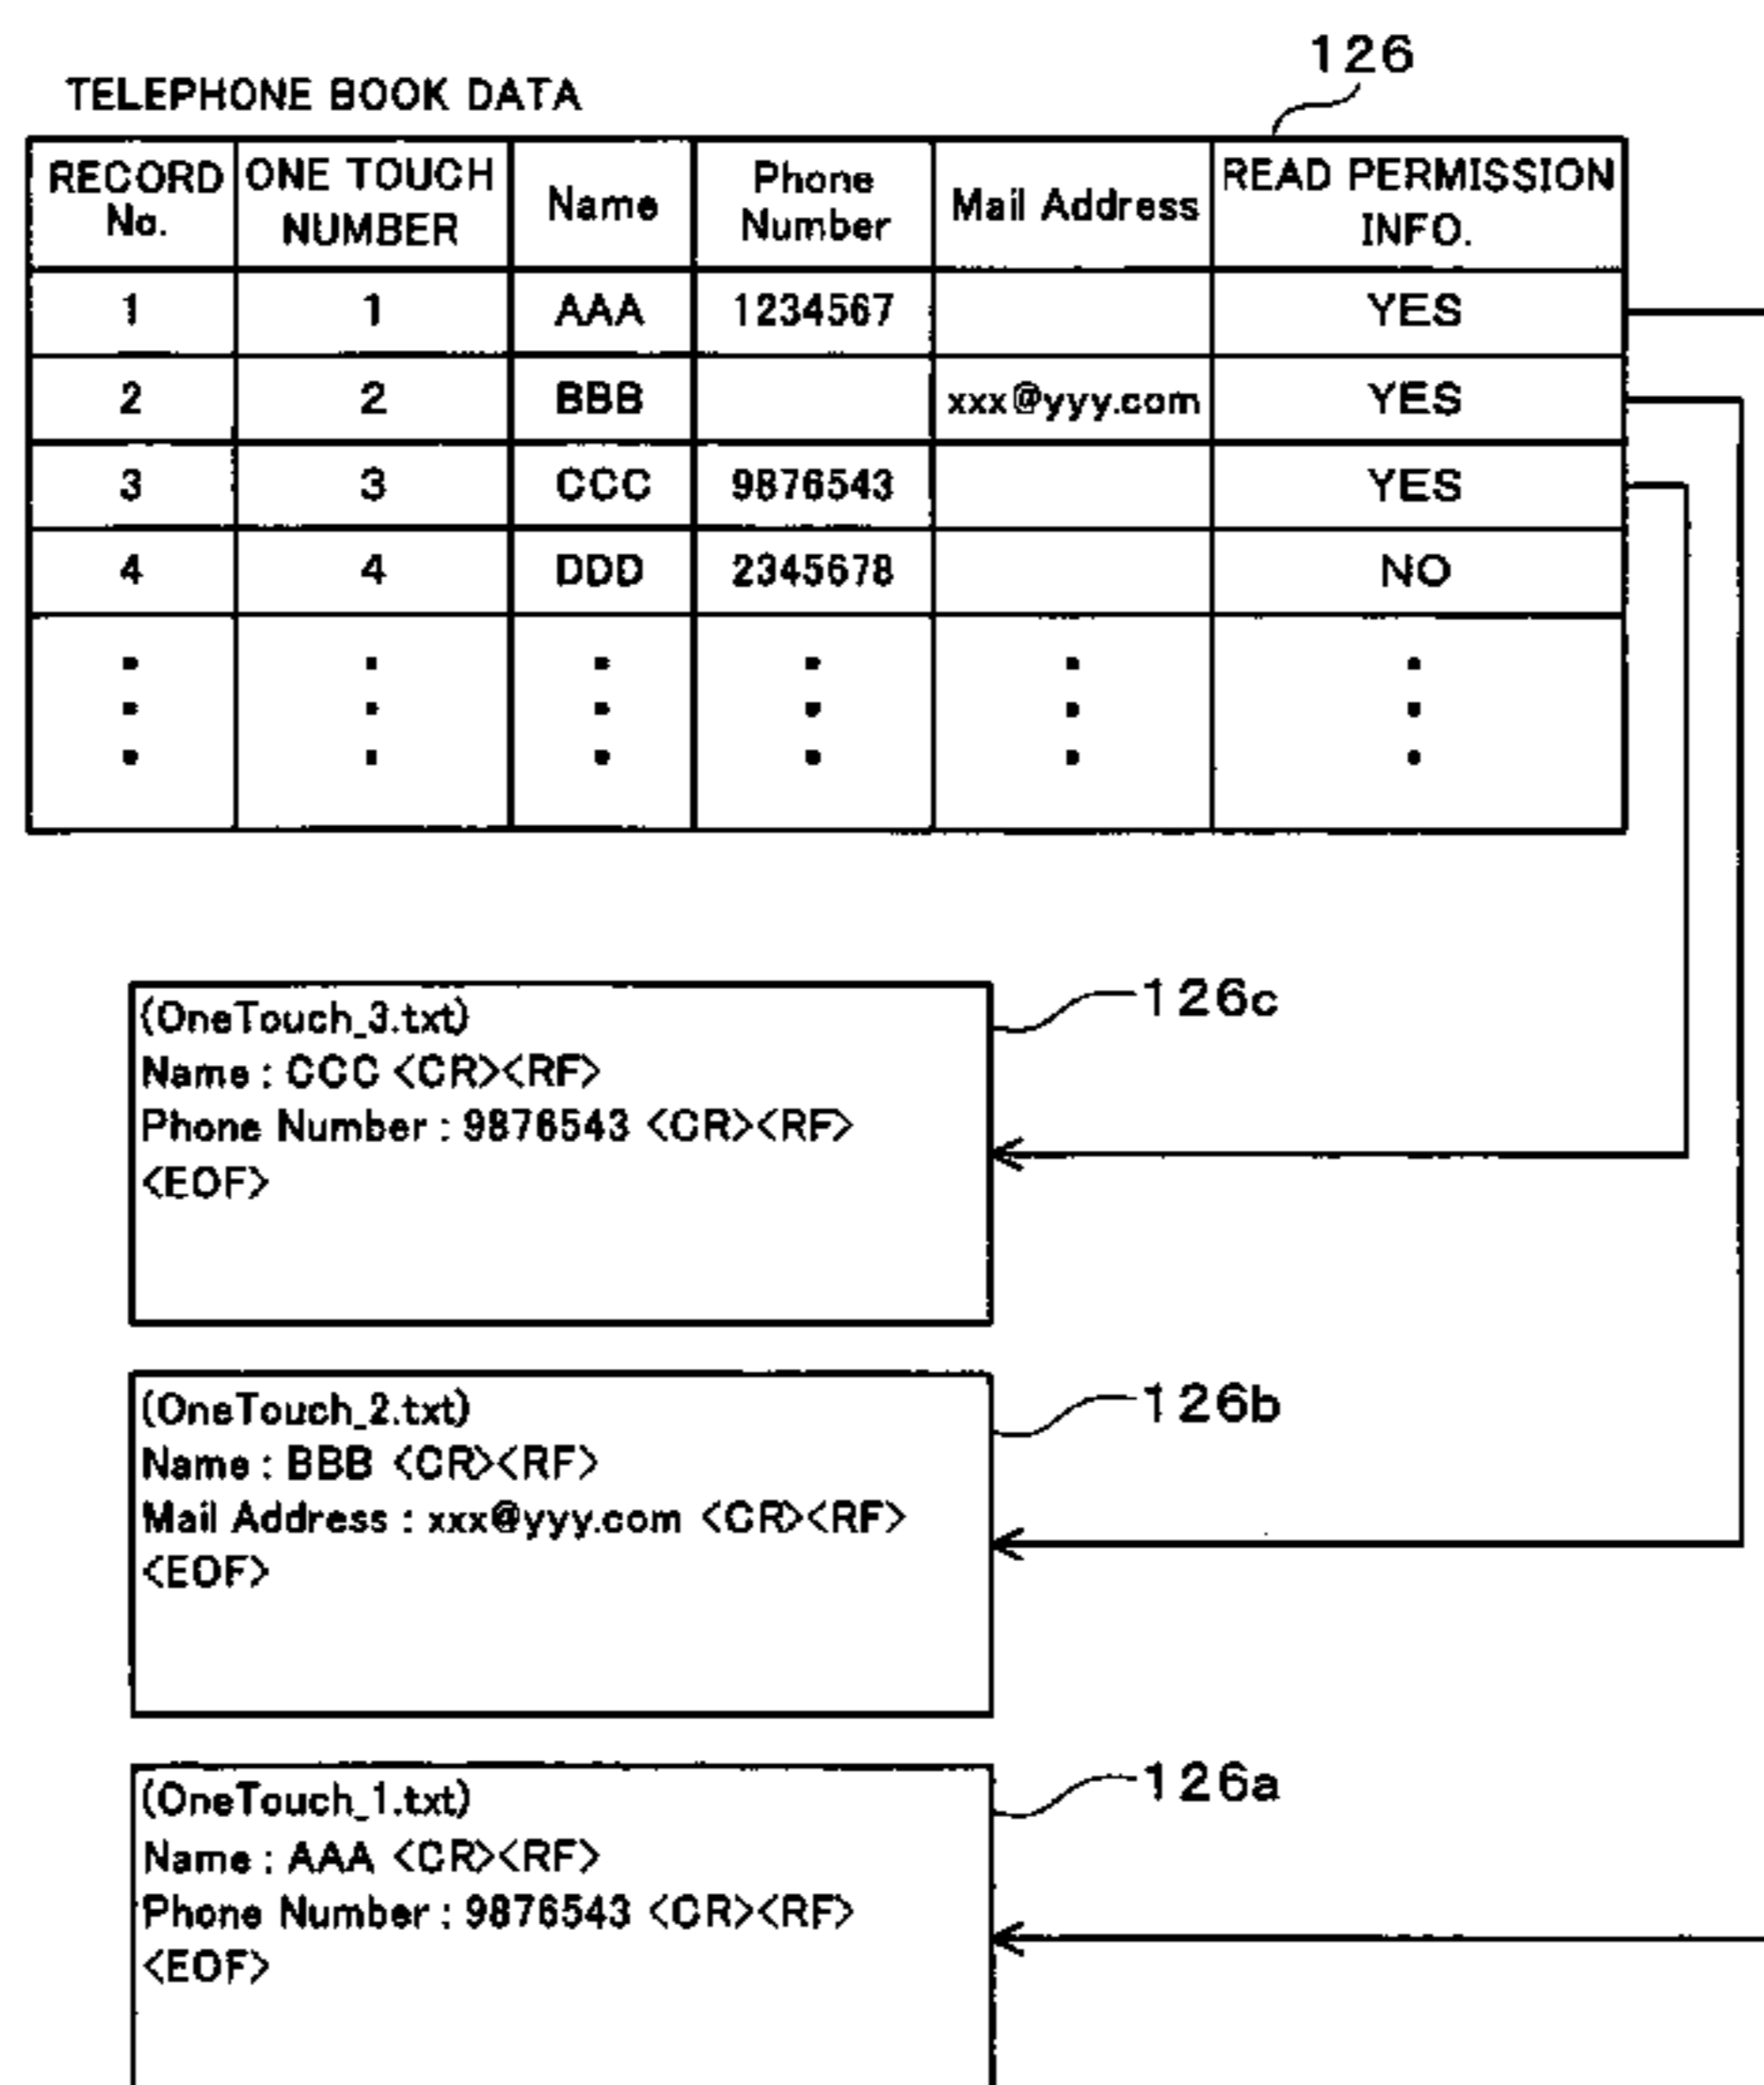 126
TELEPHONE BOOK DATA
RECORD No. ONE TOUCH NUMBER Name Phone Number Mail Address READ PERMISSION INFO.
1 1 AAA 1234567 YES
2 2 BBB xxx@yyy.com YES
3 3 CCC 9876543 YES
4 4 DDD 2345678 NO
126c
(OneTouch_3.txt)
Name : CCC <CR><RF>
Phone Number : 9876543 <CR><RF>
<EOF>
126b
(OneTouch_2.txt)
Name : BBB <CR><RF>
Mail Address : xxx@yyy.com <CR><RF>
<EOF>
126a
(OneTouch_1.txt)
Name : AAA <CR><RF>
Phone Number : 9876543 <CR><RF>
<EOF>